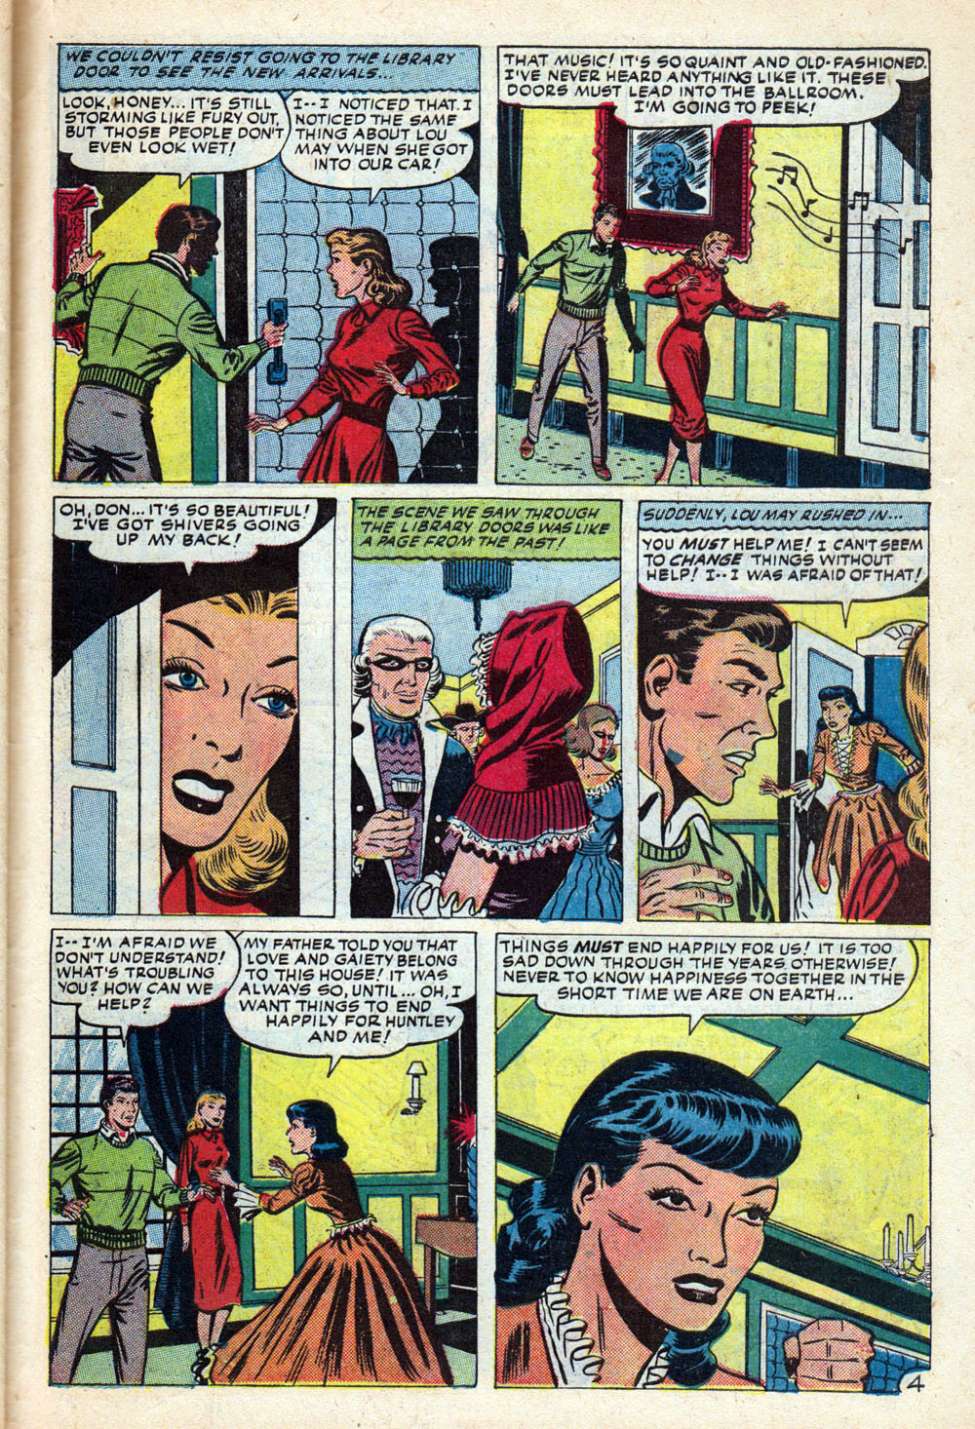 WE COULDN'T RESIST GOING TO THE LIBRARY
DOOR TO SEE THE NEW ARRIVALS...
LOOK, HONEY... IT'S STILL
STORMING LIKE FURY OUT,
BUT THOSE PEOPLE DON'T
EVEN LOOK WET!
I--I NOTICED THAT. I
NOTICED THE SAME
THING ABOUT LOU
MAY WHEN SHE GOT
INTO OUR CAR!
THAT MUSIC! IT'S SO QUAINT AND OLD-FASHIONED.
I'VE NEVER HEARD ANYTHING LIKE IT. THESE
DOORS MUST LEAD INTO THE BALLROOM.
I'M GOING TO PEEK!
OH, DON... IT'S SO BEAUTIFUL!
I'VE GOT SHIVERS GOING
UP MY BACK!
THE SCENE WE SAW THROUGH
THE LIBRARY DOORS WAS LIKE
A PAGE FROM THE PAST!
SUDDENLY, LOU MAY RUSHED IN...
YOU MUST HELP ME! I CAN'T SEEM
TO CHANGE THINGS WITHOUT
HELP! I--I WAS AFRAID OF THAT!
I--I'M AFRAID WE
DON'T UNDERSTAND!
WHAT'S TROUBLING
YOU? HOW CAN WE
HELP?
MY FATHER TOLD YOU THAT
LOVE AND GAIETY BELONG
TO THIS HOUSE! IT WAS
ALWAYS SO, UNTIL... OH, I
WANT THINGS TO END
HAPPILY FOR HUNTLEY
AND ME!
THINGS MUST END HAPPILY FOR US! IT IS TOO
SAD DOWN THROUGH THE YEARS, OTHERWISE!
NEVER TO KNOW HAPPINESS TOGETHER IN THE
SHORT TIME WE ARE ON EARTH...
4